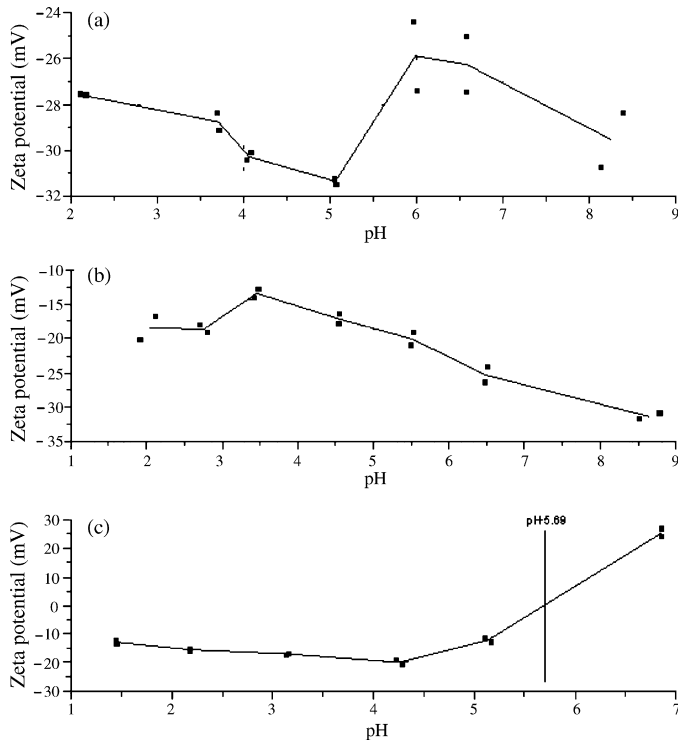 (a)
Zeta potential (mV)
−24
−26
−28
−30
−32
2 3 4 5 6 7 8 9
pH
(b)
Zeta potential (mV)
−10
−15
−20
−25
−30
−35
1 2 3 4 5 6 7 8 9
pH
(c)
Zeta potential (mV)
30
20
10
0
−10
−20
−30
pH5.69
1 2 3 4 5 6 7
pH